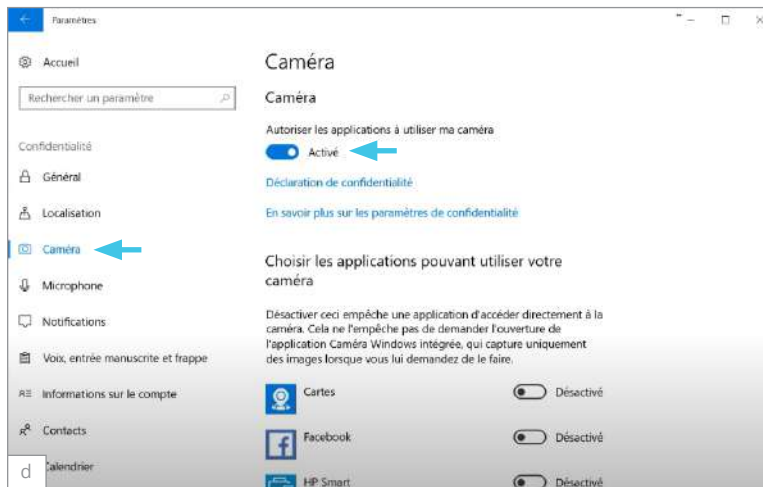 Paramètres
Accueil
Rechercher un paramètre
Confidentialité
Général
Localisation
Caméra
Microphone
Notifications
Voix, entrée manuscrite et frappe
Informations sur le compte
Contacts
Calendrier
d
Caméra
Caméra
Autoriser les applications à utiliser ma caméra
Activé
Déclaration de confidentialité
En savoir plus sur les paramètres de confidentialité
Choisir les applications pouvant utiliser votre
caméra
Désactiver ceci empêche une application d'accéder directement à la
caméra. Cela ne l'empêche pas de demander l'ouverture de
l'application Caméra Windows intégrée, qui capture uniquement
des images lorsque vous lui demandez de le faire.
Cartes Désactivé
Facebook Désactivé
HP Smart Désactivé